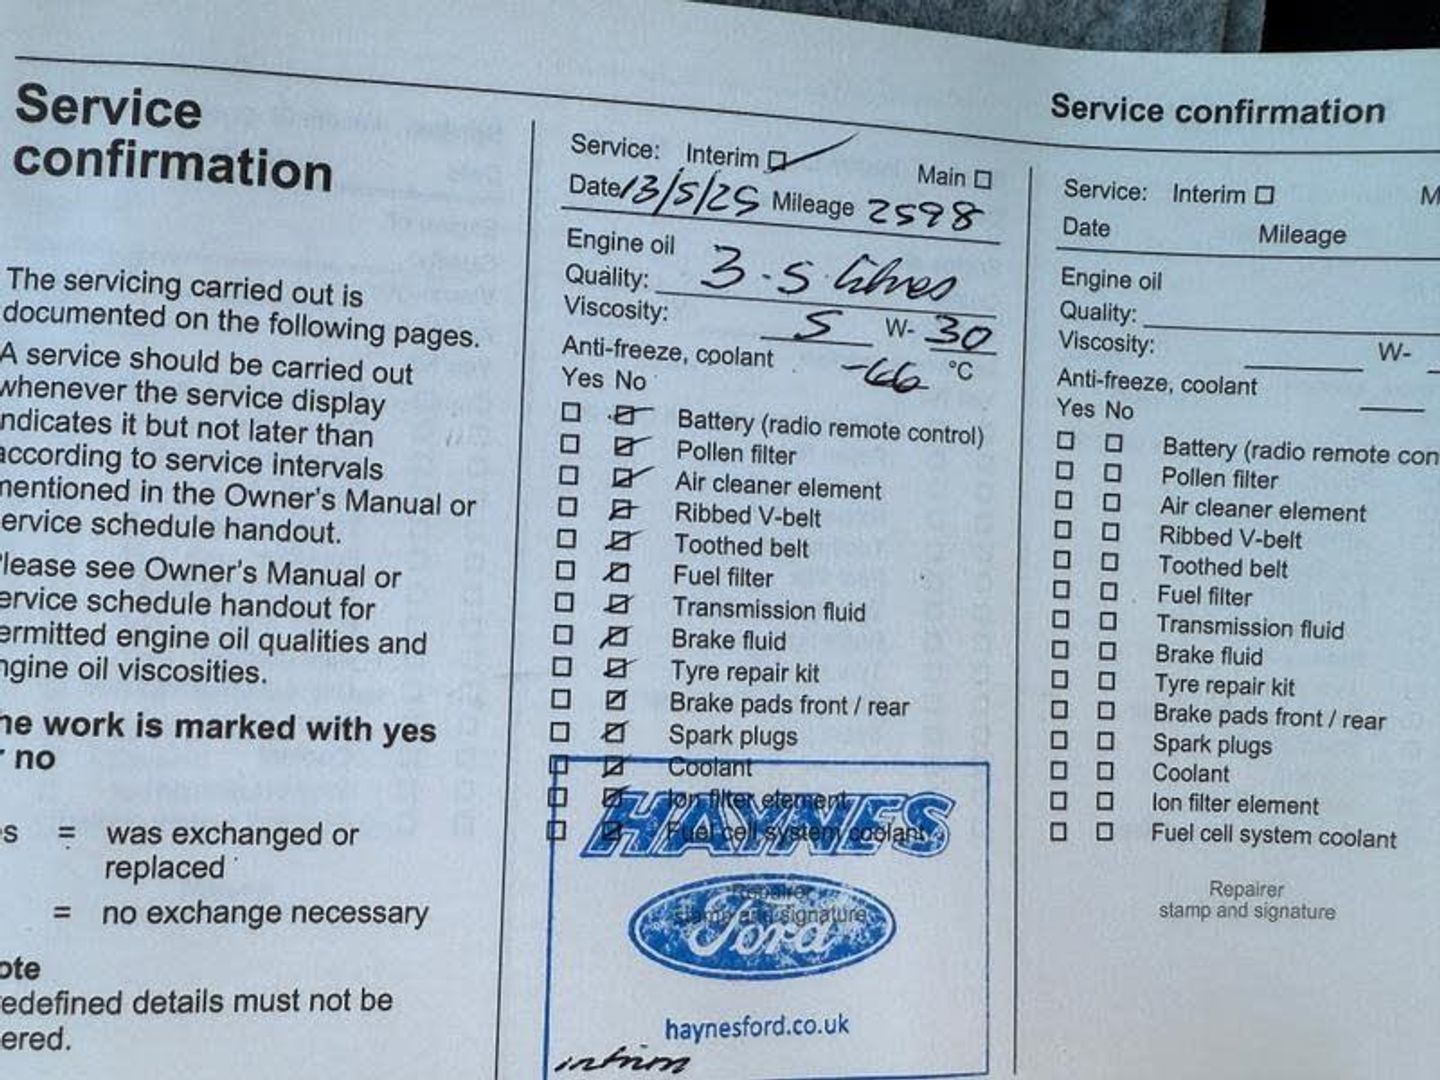 Service confirmation
Service
confirmation
The servicing carried out is
documented on the following pages.
A service should be carried out
whenever the service display
ndicates it but not later than
according to service intervals
mentioned in the Owner's Manual or
ervice schedule handout.
lease see Owner's Manual or
ervice schedule handout for
ermitted engine oil qualities and
ngine oil viscosities.
he work is marked with yes
r no
s = was exchanged or
replaced
= no exchange necessary
ote
redefined details must not be
ered.
Service: Interim Main
Date 13/5/25 Mileage 2598
Engine oil
Quality: 3.5 litres
Viscosity: 5 W- 30
Anti-freeze, coolant -66 °C
Yes No
Battery (radio remote control)
Pollen filter
Air cleaner element
Ribbed V-belt
Toothed belt
Fuel filter
Transmission fluid
Brake fluid
Tyre repair kit
Brake pads front / rear
Spark plugs
Coolant
Ion filter element
HAYNES
Fuel cell system coolant
Repairer
stamp and signature
Ford
haynesford.co.uk
Service: Interim M
Date Mileage
Engine oil
Quality:
Viscosity: W-
Anti-freeze, coolant
Yes No
Battery (radio remote con
Pollen filter
Air cleaner element
Ribbed V-belt
Toothed belt
Fuel filter
Transmission fluid
Brake fluid
Tyre repair kit
Brake pads front / rear
Spark plugs
Coolant
Ion filter element
Fuel cell system coolant
Repairer
stamp and signature